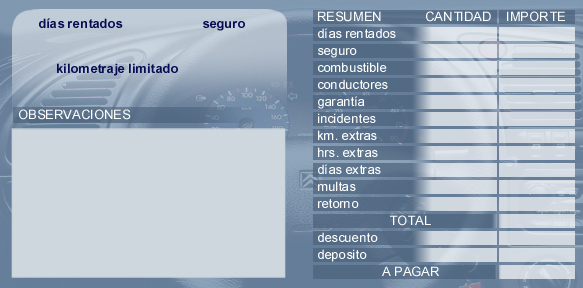 días rentados seguro
kilometraje limitado
OBSERVACIONES
RESUMEN CANTIDAD IMPORTE
días rentados
seguro
combustible
conductores
garantía
incidentes
km. extras
hrs. extras
días extras
multas
retorno
TOTAL
descuento
deposito
A PAGAR